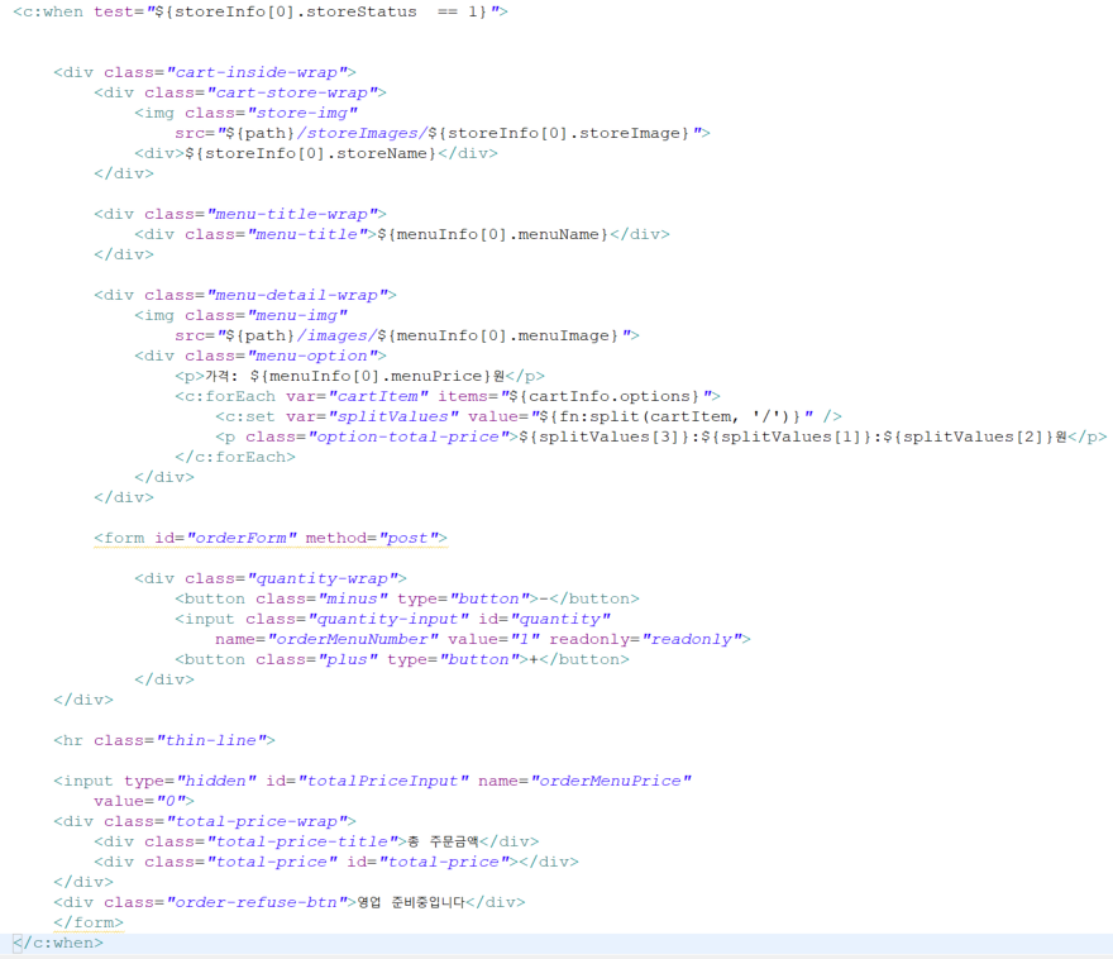 <c:when test="${storeInfo[0].storeStatus  == 1}">
<div class="cart-inside-wrap">
<div class="cart-store-wrap">
<img class="store-img"
src="${path}/storeImages/${storeInfo[0].storeImage}">
<div>${storeInfo[0].storeName}</div>
</div>
<div class="menu-title-wrap">
<div class="menu-title">${menuInfo[0].menuName}</div>
</div>
<div class="menu-detail-wrap">
<img class="menu-img"
src="${path}/images/${menuInfo[0].menuImage}">
<div class="menu-option">
<p>가격: ${menuInfo[0].menuPrice}원</p>
<c:forEach var="cartItem" items="${cartInfo.options}">
<c:set var="splitValues" value="${fn:split(cartItem, '/')}" />
<p class="option-total-price">${splitValues[3]}:${splitValues[1]}:${splitValues[2]}원</p>
</c:forEach>
</div>
</div>
<form id="orderForm" method="post">
<div class="quantity-wrap">
<button class="minus" type="button">-</button>
<input class="quantity-input" id="quantity"
name="orderMenuNumber" value="1" readonly="readonly">
<button class="plus" type="button">+</button>
</div>
</div>
<hr class="thin-line">
<input type="hidden" id="totalPriceInput" name="orderMenuPrice"
value="0">
<div class="total-price-wrap">
<div class="total-price-title">총 주문금액</div>
<div class="total-price" id="total-price"></div>
</div>
<div class="order-refuse-btn">영업 준비중입니다</div>
</form>
</c:when>